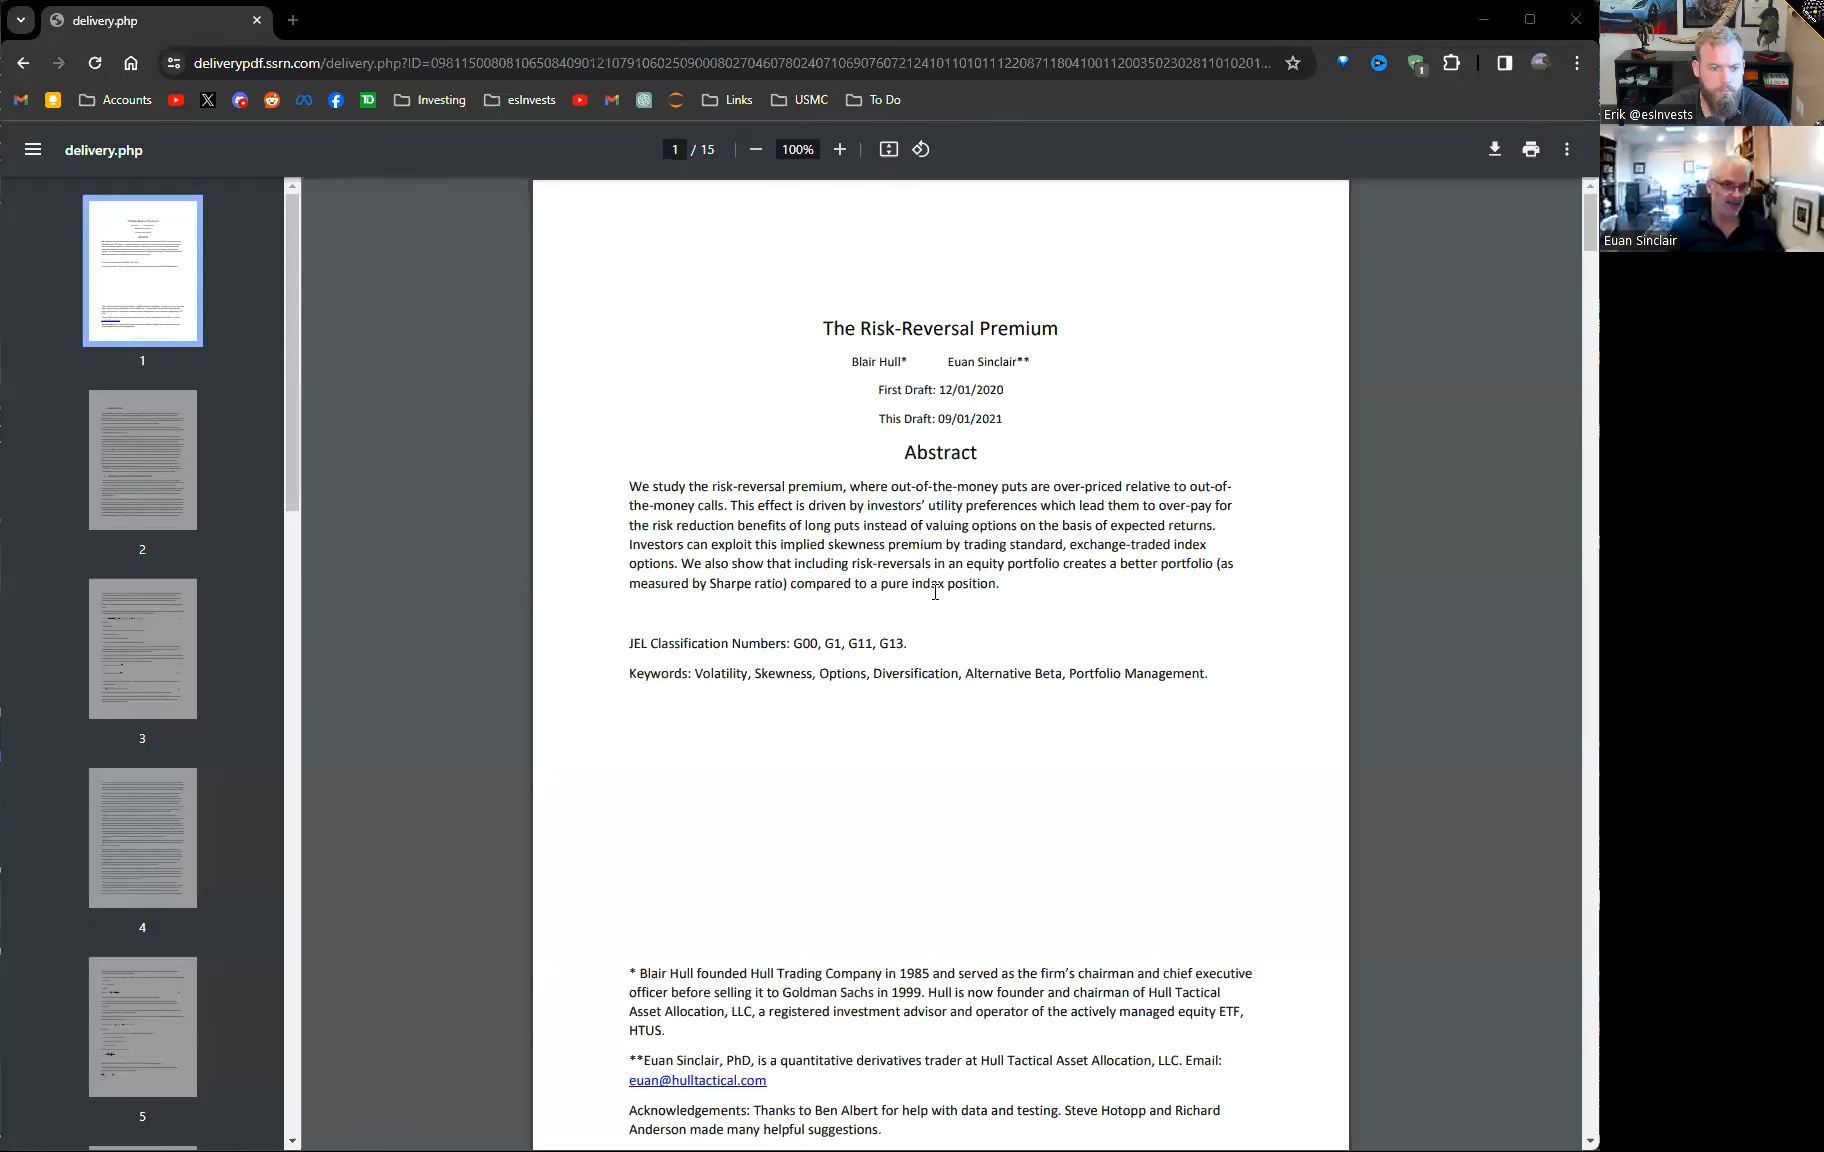 delivery.php
deliverypdf.ssrn.com/delivery.php?ID=
Accounts
Investing
esInvests
Links
USMC
To Do
Erik @esInvests
Euan Sinclair
delivery.php
1 / 15
100%
The Risk-Reversal Premium
Blair Hull* Euan Sinclair**
First Draft: 12/01/2020
This Draft: 09/01/2021
Abstract
We study the risk-reversal premium, where out-of-the-money puts are over-priced relative to out-of-
the-money calls. This effect is driven by investors’ utility preferences which lead them to over-pay for
the risk reduction benefits of long puts instead of valuing options on the basis of expected returns.
Investors can exploit this implied skewness premium by trading standard, exchange-traded index
options. We also show that including risk-reversals in an equity portfolio creates a better portfolio (as
measured by Sharpe ratio) compared to a pure index position.
JEL Classification Numbers: G00, G1, G11, G13.
Keywords: Volatility, Skewness, Options, Diversification, Alternative Beta, Portfolio Management.
* Blair Hull founded Hull Trading Company in 1985 and served as the firm’s chairman and chief executive
officer before selling it to Goldman Sachs in 1999. Hull is now founder and chairman of Hull Tactical
Asset Allocation, LLC, a registered investment advisor and operator of the actively managed equity ETF,
HTUS.
**Euan Sinclair, PhD, is a quantitative derivatives trader at Hull Tactical Asset Allocation, LLC. Email:
euan@hulltactical.com
Acknowledgements: Thanks to Ben Albert for help with data and testing. Steve Hotopp and Richard
Anderson made many helpful suggestions.
1
2
3
4
5